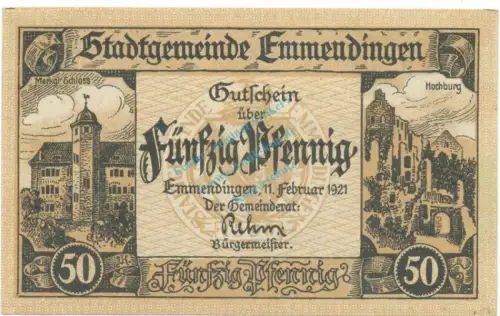 Stadtgemeinde Emmendingen
Markgr. Schloss
Hochburg
Gutschein
über
Fünfzig Pfennig
Emmendingen, 11. Februar 1921
Der Gemeinderat:
Rehm
Bürgermeister.
50
Fünfzig Pfennig
50